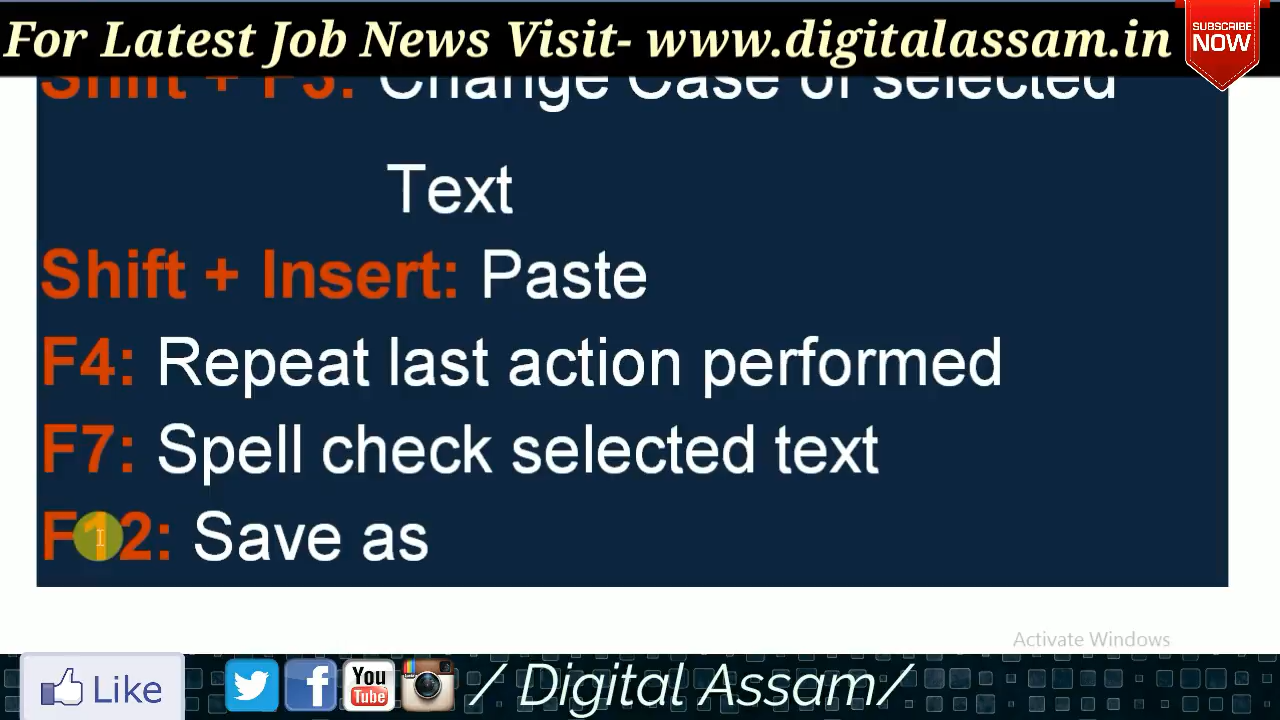 For Latest Job News Visit- www.digitalassam.in
SUBSCRIBE
NOW
Shift + F3: Change Case of selected
Text
Shift + Insert: Paste
F4: Repeat last action performed
F7: Spell check selected text
F12: Save as
Activate Windows
Like
You
Tube
/ Digital Assam/